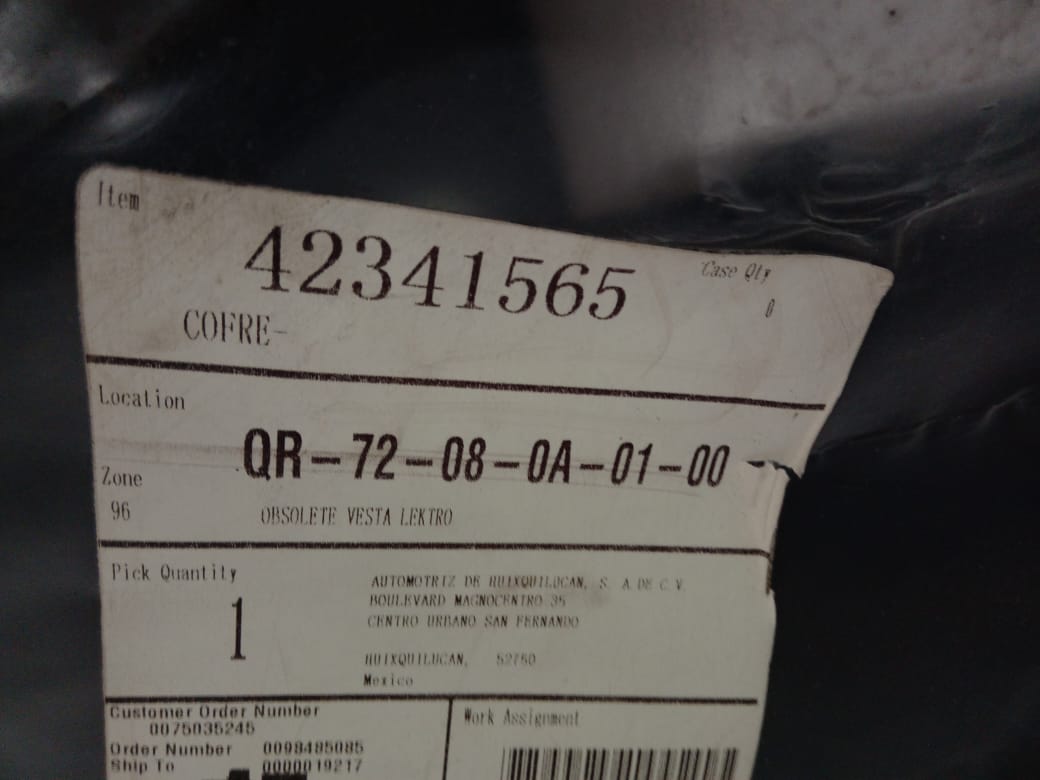 Item
42341565
Case Qty
0
COFRE-
Location
QR-72-08-0A-01-00
Zone
96
OBSOLETE VESTA LEKTRO
Pick Quantity
1
AUTOMOTRIZ DE HUIXQUILUCAN, S. A DE C V
BOULEVARD MAGNOCENTRO 35
CENTRO URBANO SAN FERNANDO
HUIXQUILUCAN, 52760
Mexico
Customer Order Number
0075035245
Order Number 0098485085
Ship To 0000019217
Work Assignment